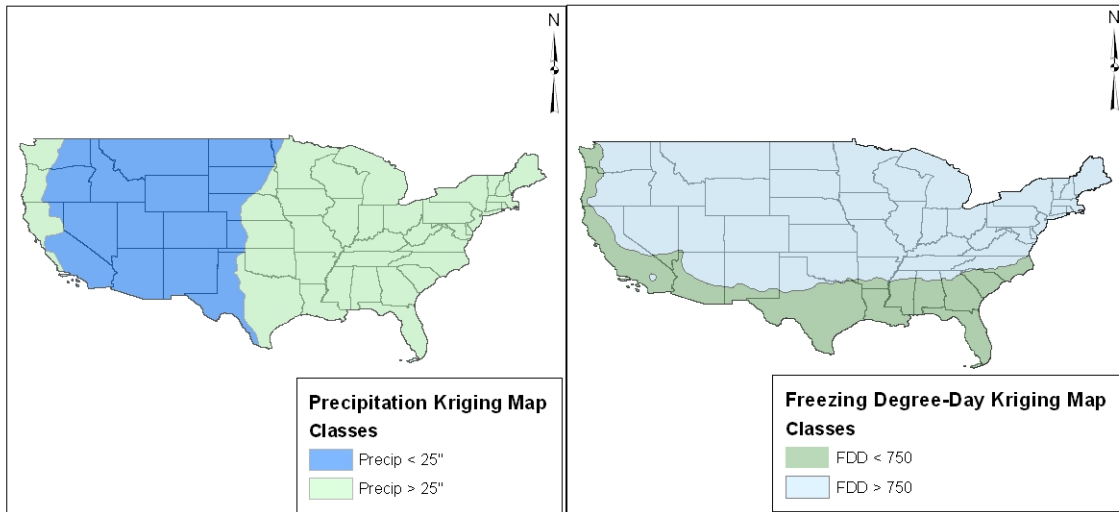 N
Precipitation Kriging Map
Classes
Precip < 25"
Precip > 25"
N
Freezing Degree-Day Kriging Map
Classes
FDD < 750
FDD > 750